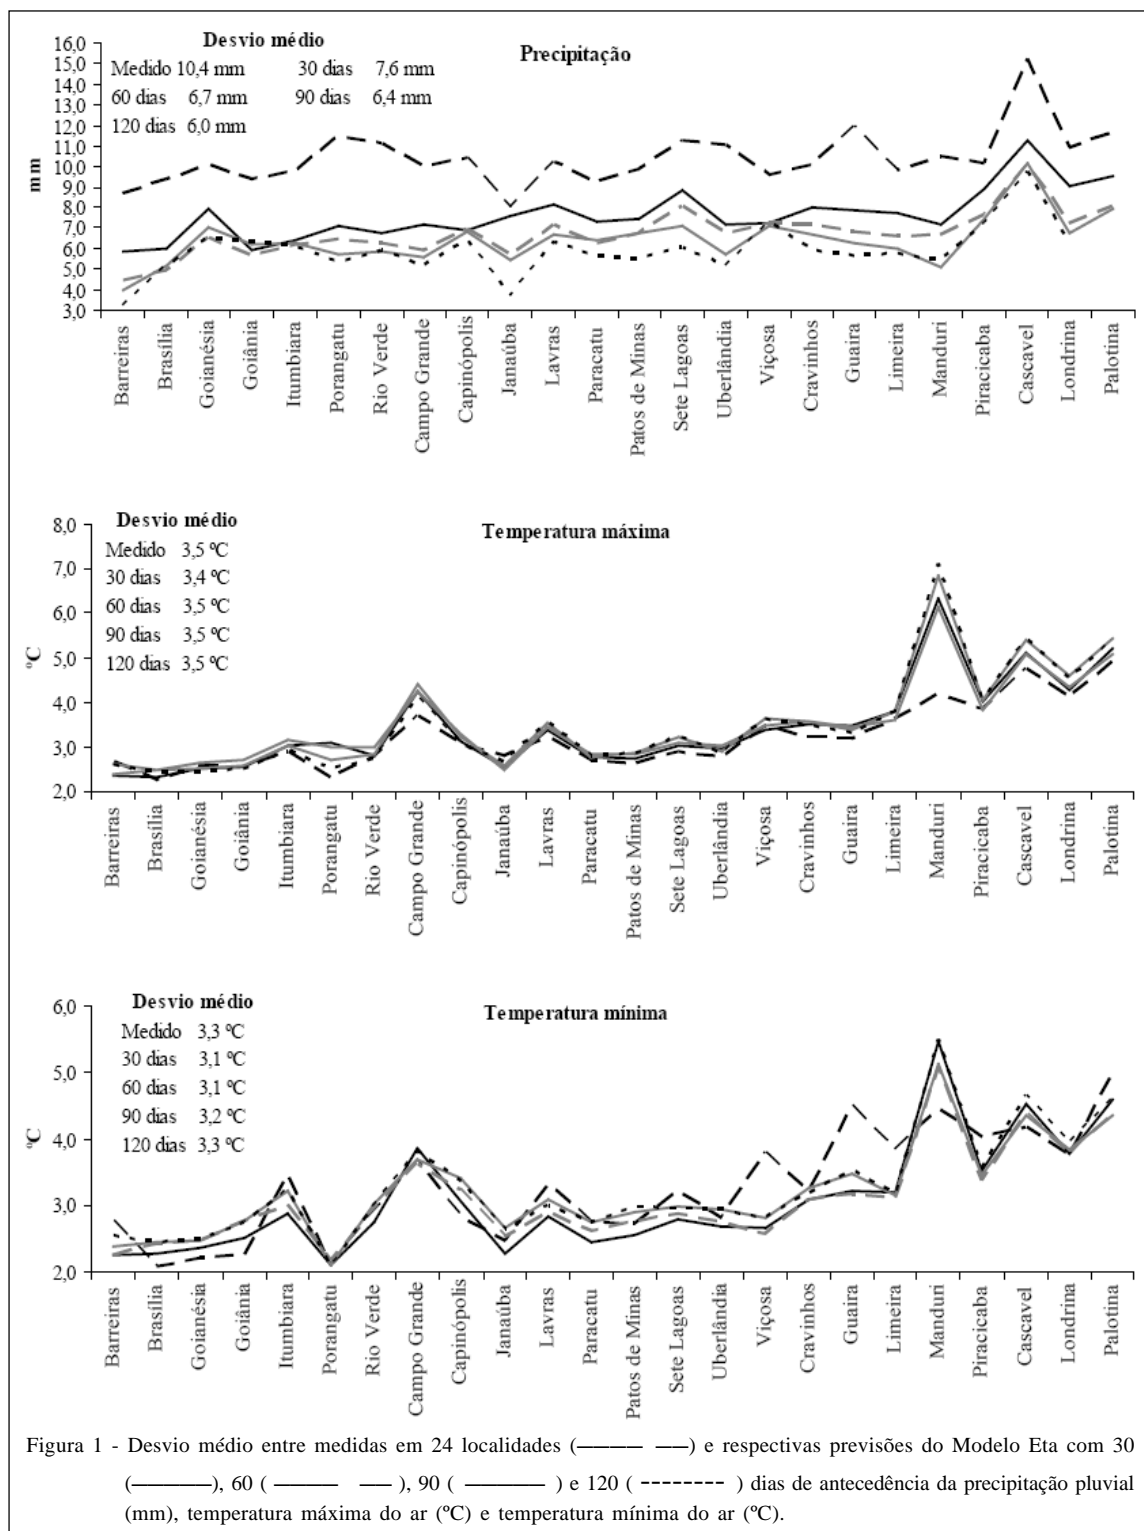 Desvio médio
Precipitação
Medido 10,4 mm 30 dias 7,6 mm
60 dias 6,7 mm 90 dias 6,4 mm
120 dias 6,0 mm
16,0
15,0
14,0
13,0
12,0
11,0
10,0
9,0
8,0
7,0
6,0
5,0
4,0
3,0
mm
Barreiras
Brasília
Goianésia
Goiânia
Itumbiara
Porangatu
Rio Verde
Campo Grande
Capinópolis
Janaúba
Lavras
Paracatu
Patos de Minas
Sete Lagoas
Uberlândia
Viçosa
Cravinhos
Guaira
Limeira
Manduri
Piracicaba
Cascavel
Londrina
Palotina
Desvio médio
Temperatura máxima
Medido 3,5 ºC
30 dias 3,4 ºC
60 dias 3,5 ºC
90 dias 3,5 ºC
120 dias 3,5 ºC
8,0
7,0
6,0
5,0
4,0
3,0
2,0
ºC
Barreiras
Brasília
Goianésia
Goiânia
Itumbiara
Porangatu
Rio Verde
Campo Grande
Capinópolis
Janaúba
Lavras
Paracatu
Patos de Minas
Sete Lagoas
Uberlândia
Viçosa
Cravinhos
Guaira
Limeira
Manduri
Piracicaba
Cascavel
Londrina
Palotina
Desvio médio
Temperatura mínima
Medido 3,3 ºC
30 dias 3,1 ºC
60 dias 3,1 ºC
90 dias 3,2 ºC
120 dias 3,3 ºC
6,0
5,0
4,0
3,0
2,0
ºC
Barreiras
Brasília
Goianésia
Goiânia
Itumbiara
Porangatu
Rio Verde
Campo Grande
Capinópolis
Janaúba
Lavras
Paracatu
Patos de Minas
Sete Lagoas
Uberlândia
Viçosa
Cravinhos
Guaira
Limeira
Manduri
Piracicaba
Cascavel
Londrina
Palotina
Figura 1 - Desvio médio entre medidas em 24 localidades (———— ——) e respectivas previsões do Modelo Eta com 30
(————), 60 ( ———— —— ), 90 ( ———— ) e 120 ( -------- ) dias de antecedência da precipitação pluvial
(mm), temperatura máxima do ar (ºC) e temperatura mínima do ar (ºC).